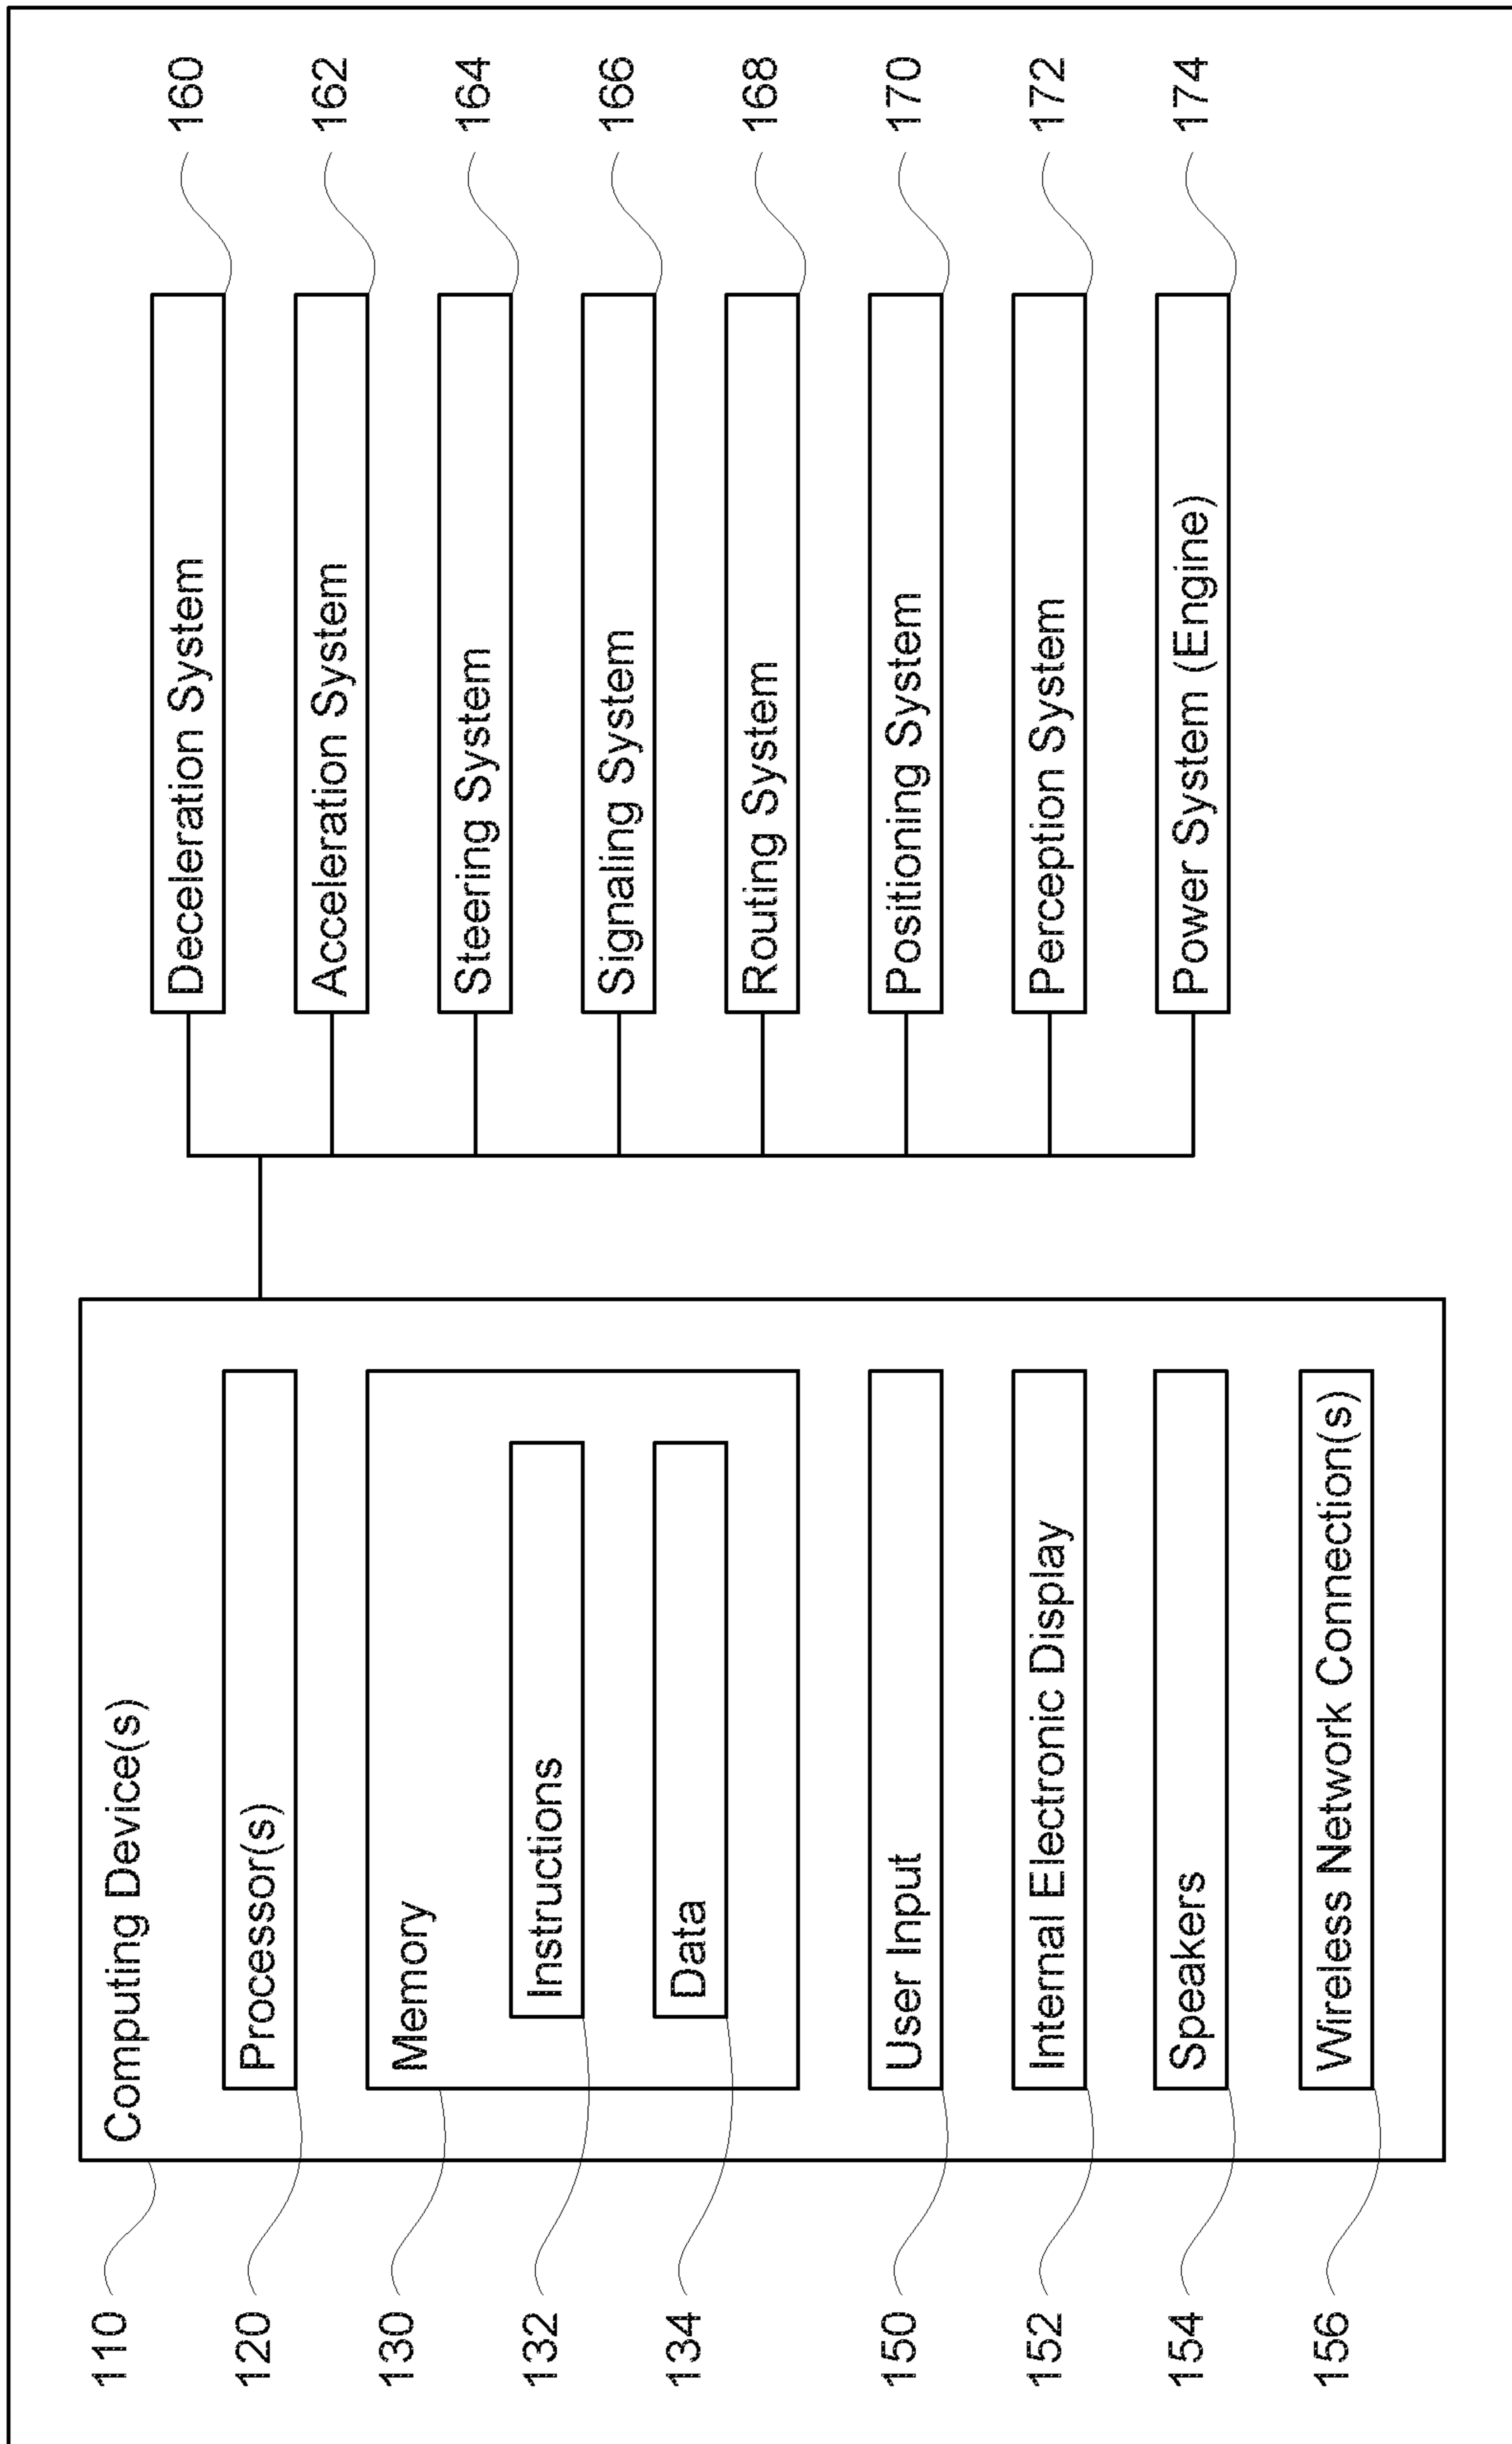 110
Computing Device(s)
120
Processor(s)
130
Memory
132
Instructions
134
Data
150
User Input
152
Internal Electronic Display
154
Speakers
156
Wireless Network Connection(s)
Deceleration System
160
Acceleration System
162
Steering System
164
Signaling System
166
Routing System
168
Positioning System
170
Perception System
172
Power System (Engine)
174